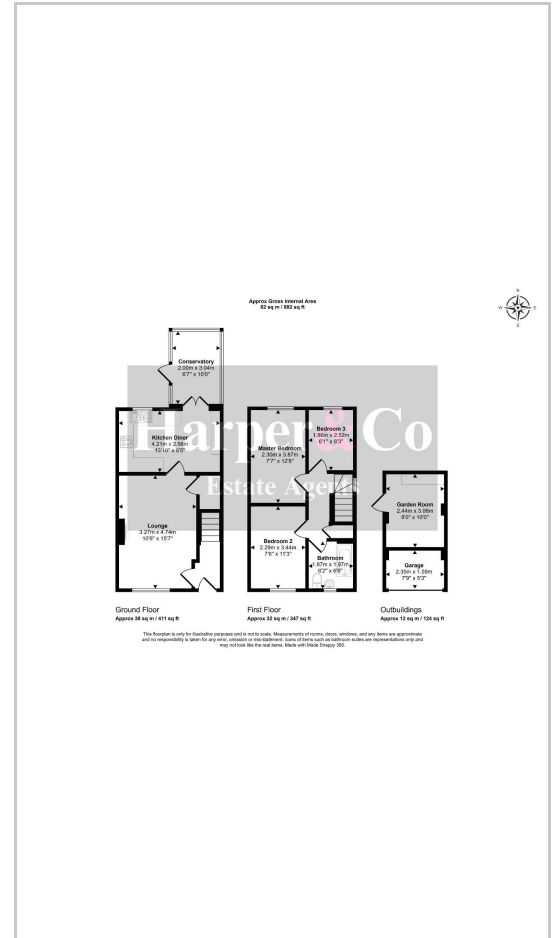 Approx Gross Internal Area
82 sq m / 882 sq ft
N
W
E
S
Conservatory
2.00m x 3.04m
6'7" x 10'0"
Kitchen Diner
4.21m x 2.56m
13'10" x 8'5"
Lounge
3.27m x 4.74m
10'9" x 15'7"
Master Bedroom
2.30m x 3.87m
7'7" x 12'8"
Bedroom 3
1.86m x 2.52m
6'1" x 8'3"
Bedroom 2
2.29m x 3.44m
7'6" x 11'3"
Bathroom
1.87m x 1.97m
6'2" x 6'6"
Garden Room
2.44m x 3.06m
8'0" x 10'0"
Garage
2.35m x 1.59m
7'9" x 5'3"
Harper & Co
Estate Agents
Ground Floor
Approx 38 sq m / 411 sq ft
First Floor
Approx 32 sq m / 347 sq ft
Outbuildings
Approx 12 sq m / 124 sq ft
This floorplan is only for illustrative purposes and is not to scale. Measurements of rooms, doors, windows, and any items are approximate
and no responsibility is taken for any error, omission or mis-statement. Icons of items such as bathroom suites are representations only and
may not look like the real items. Made with Made Snappy 360.